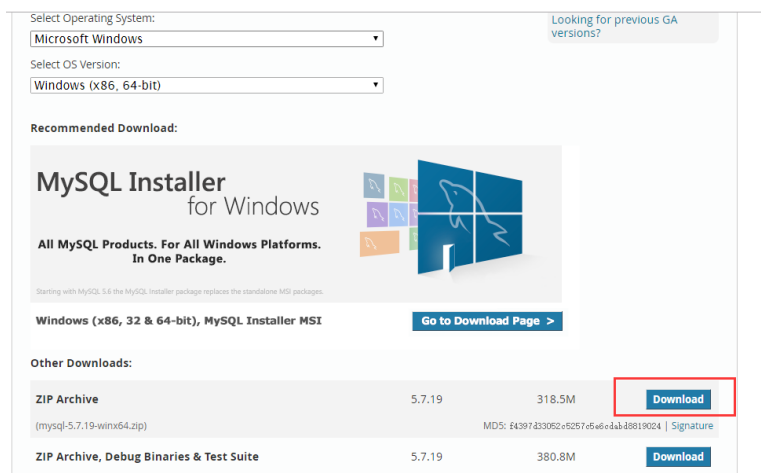 Select Operating System:
Looking for previous GA
versions?
Microsoft Windows
Select OS Version:
Windows (x86, 64-bit)
Recommended Download:
MySQL Installer
for Windows
All MySQL Products. For All Windows Platforms.
In One Package.
Starting with MySQL 5.6 the MySQL Installer package replaces the standalone MSI packages.
Windows (x86, 32 & 64-bit), MySQL Installer MSI
Go to Download Page >
Other Downloads:
ZIP Archive 5.7.19 318.5M Download
(mysql-5.7.19-winx64.zip) MD5: | Signature
ZIP Archive, Debug Binaries & Test Suite 5.7.19 380.8M Download